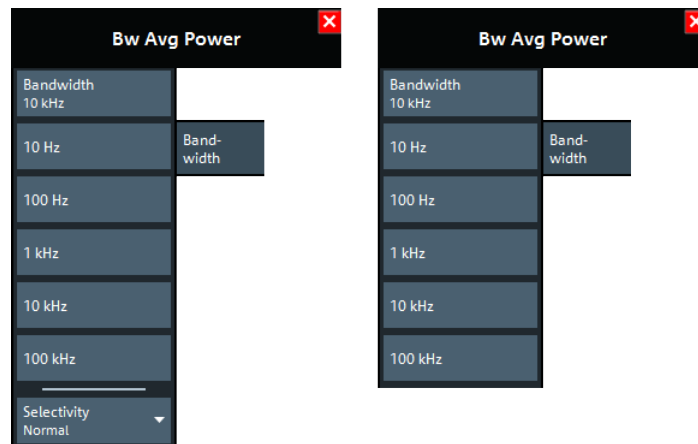 Bw Avg Power
Bandwidth
10 kHz
10 Hz
Band-
width
100 Hz
1 kHz
10 kHz
100 kHz
Selectivity
Normal
Bw Avg Power
Bandwidth
10 kHz
10 Hz
Band-
width
100 Hz
1 kHz
10 kHz
100 kHz